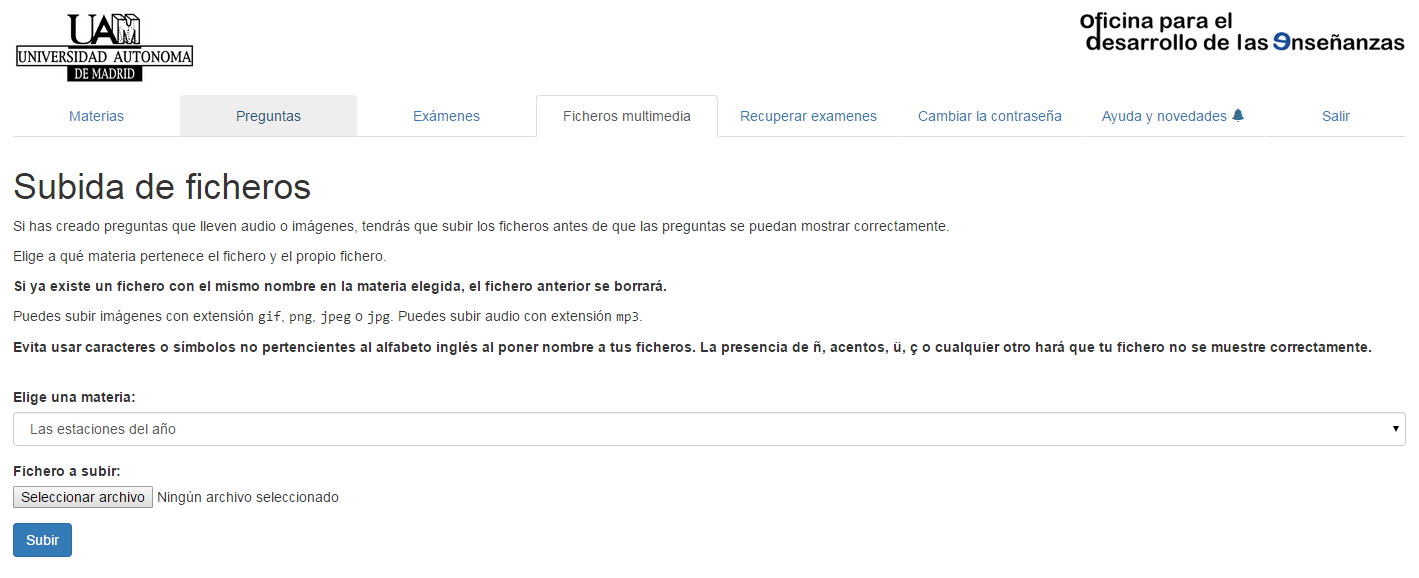 UAM
UNIVERSIDAD AUTONOMA
DE MADRID
Oficina para el
desarrollo de las enseñanzas
Materias
Preguntas
Exámenes
Ficheros multimedia
Recuperar examenes
Cambiar la contraseña
Ayuda y novedades
Salir
Subida de ficheros
Si has creado preguntas que lleven audio o imágenes, tendrás que subir los ficheros antes de que las preguntas se puedan mostrar correctamente.
Elige a qué materia pertenece el fichero y el propio fichero.
Si ya existe un fichero con el mismo nombre en la materia elegida, el fichero anterior se borrará.
Puedes subir imágenes con extensión gif, png, jpeg o jpg. Puedes subir audio con extensión mp3.
Evita usar caracteres o símbolos no pertencientes al alfabeto inglés al poner nombre a tus ficheros. La presencia de ñ, acentos, ü, ç o cualquier otro hará que tu fichero no se muestre correctamente.
Elige una materia:
Las estaciones del año
Fichero a subir:
Seleccionar archivo Ningún archivo seleccionado
Subir